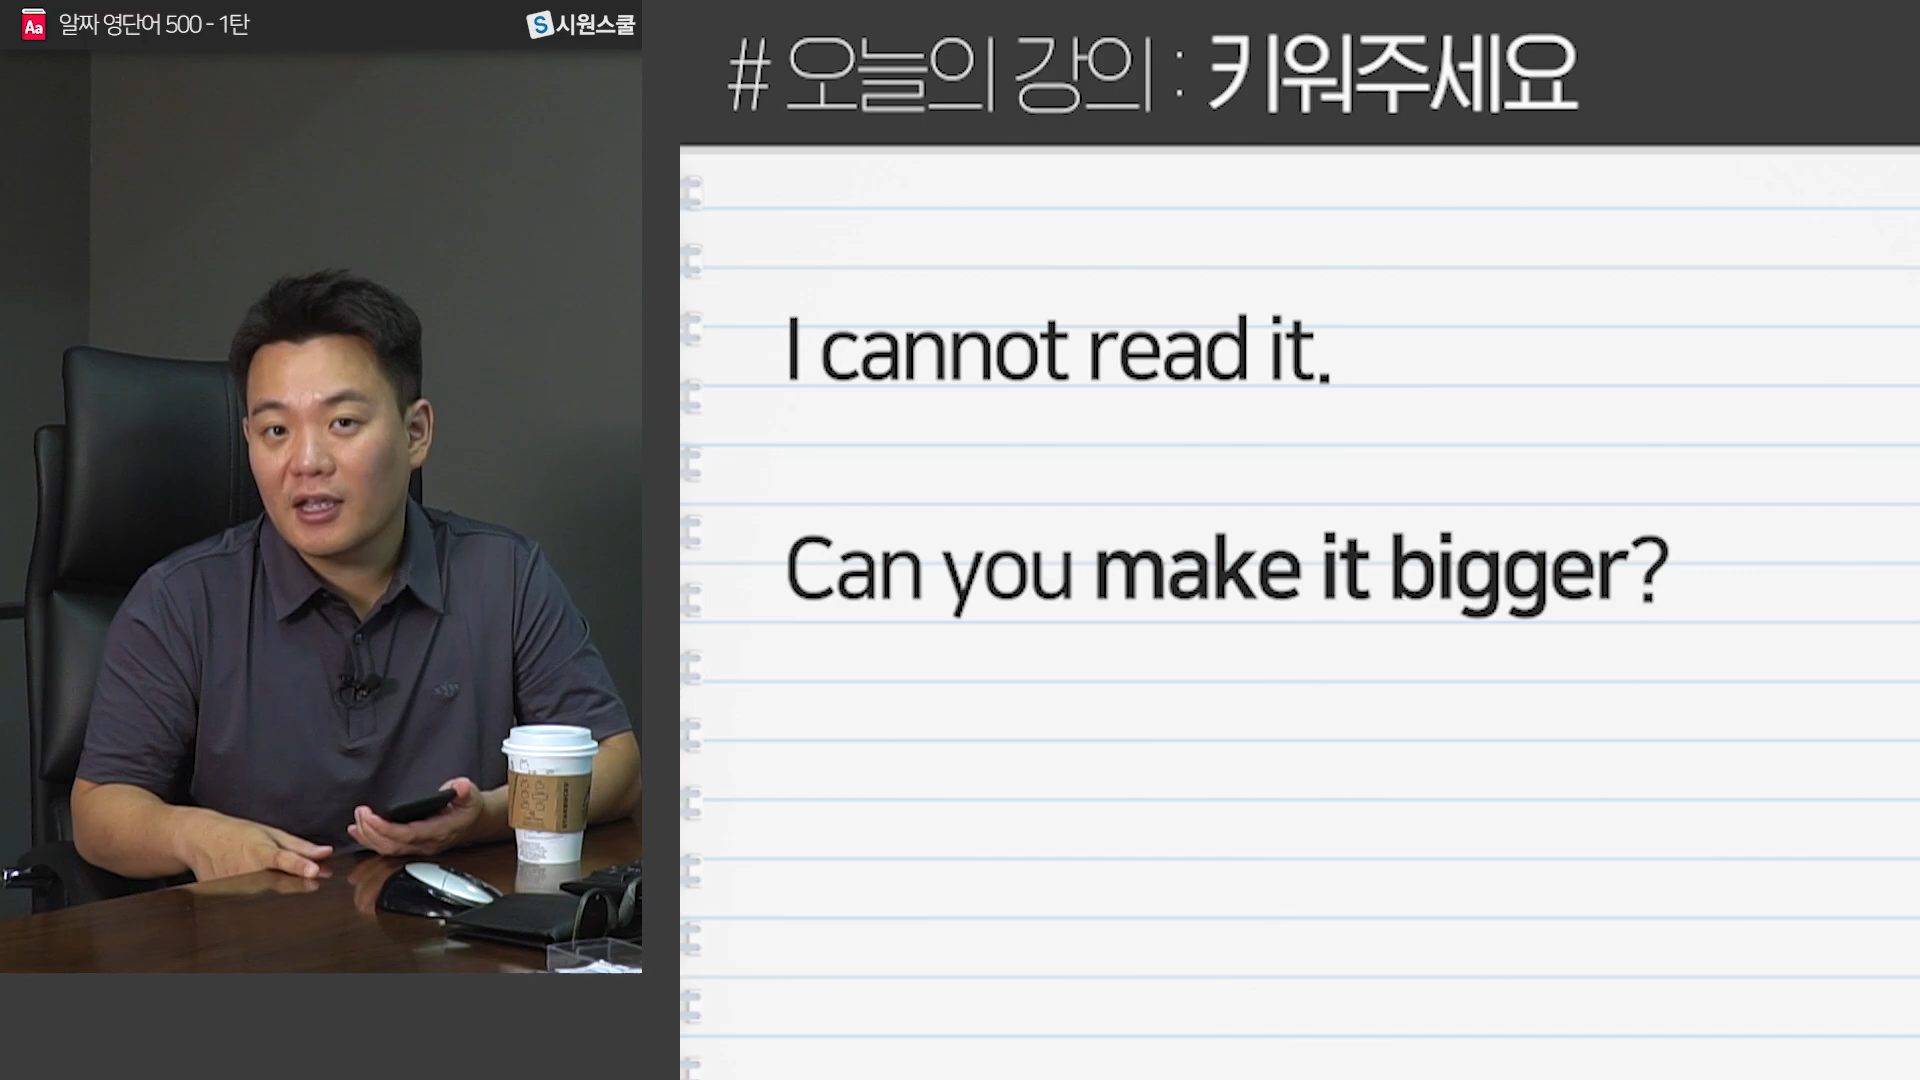 Aa 알짜 영단어 500 - 1탄
S 시원스쿨
# 오늘의 강의 : 키워주세요
I cannot read it.
Can you make it bigger?